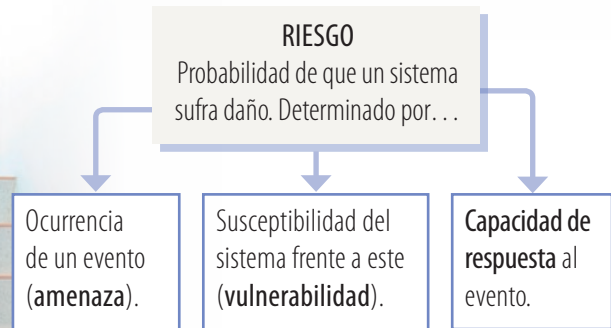 RIESGO
Probabilidad de que un sistema
sufra daño. Determinado por...
Ocurrencia
de un evento
(amenaza).
Susceptibilidad del
sistema frente a este
(vulnerabilidad).
Capacidad de
respuesta al
evento.